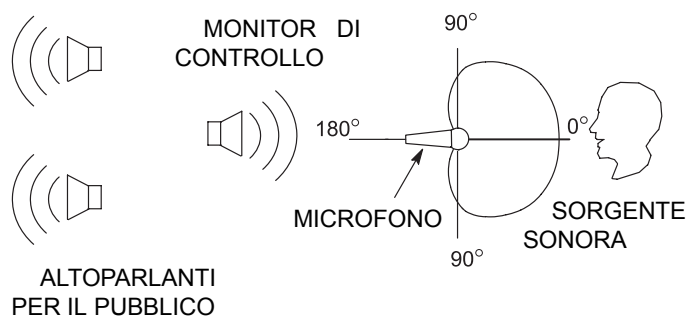 MONITOR DI
CONTROLLO
90°
180°
0°
MICROFONO
SORGENTE
SONORA
90°
ALTOPARLANTI
PER IL PUBBLICO